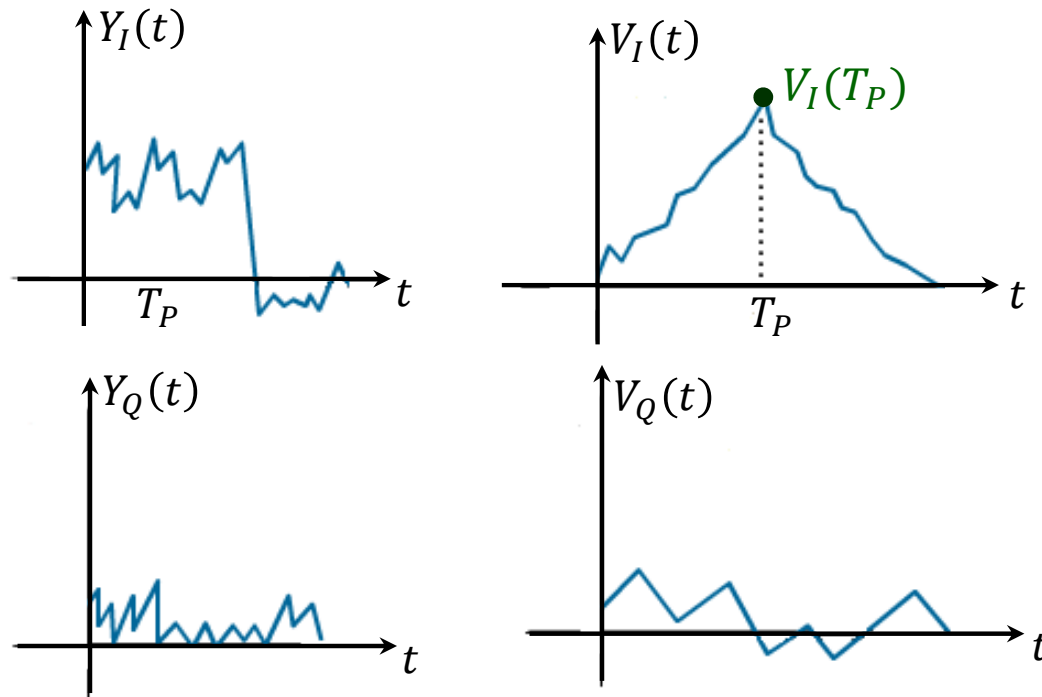 Y_I(t)
t
T_P
V_I(t)
V_I(T_P)
t
T_P
Y_Q(t)
t
V_Q(t)
t